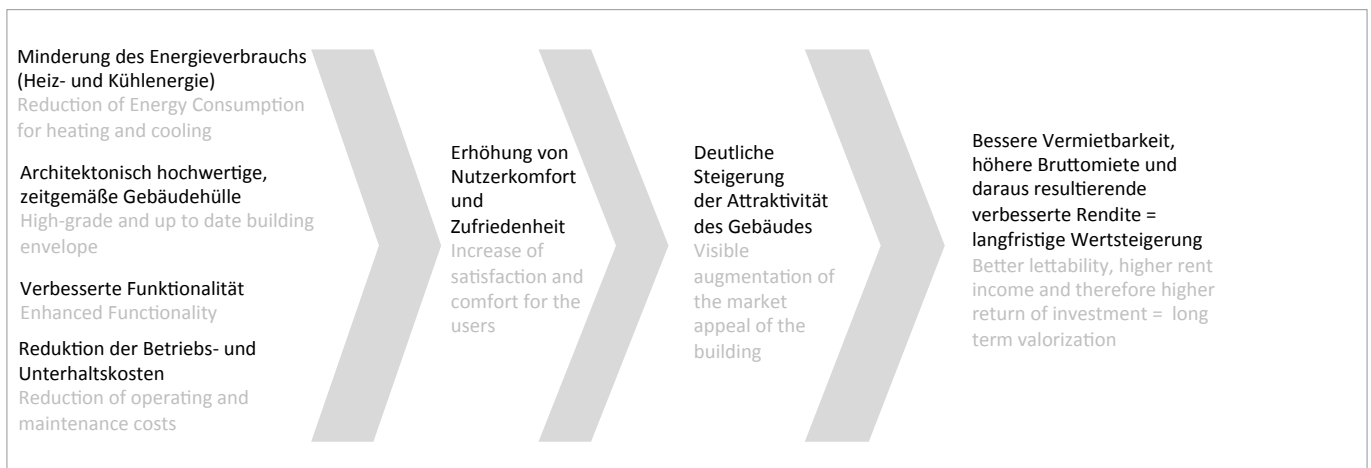 Minderung des Energieverbrauchs
(Heiz- und Kühlenergie)
Reduction of Energy Consumption
for heating and cooling
Architektonisch hochwertige,
zeitgemäße Gebäudehülle
High-grade and up to date building
envelope
Verbesserte Funktionalität
Enhanced Functionality
Reduktion der Betriebs- und
Unterhaltskosten
Reduction of operating and
maintenance costs
Erhöhung von
Nutzerkomfort
und
Zufriedenheit
Increase of
satisfaction and
comfort for the
users
Deutliche
Steigerung
der Attraktivität
des Gebäudes
Visible
augmentation of
the market
appeal of the
building
Bessere Vermietbarkeit,
höhere Bruttomiete und
daraus resultierende
verbesserte Rendite =
langfristige Wertsteigerung
Better lettability, higher rent
income and therefore higher
return of investment = long
term valorization